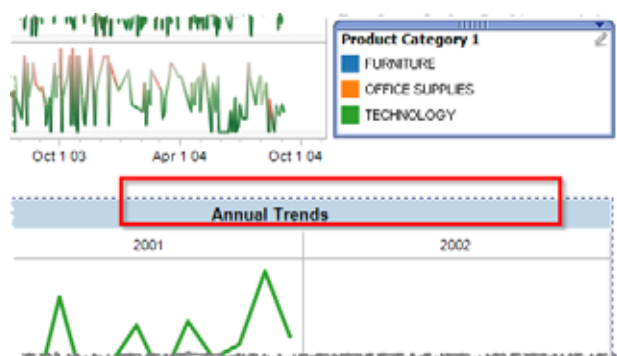 Product Category 1
FURNITURE
OFFICE SUPPLIES
TECHNOLOGY
Oct 1 03 Apr 1 04 Oct 1 04
Annual Trends
2001 2002